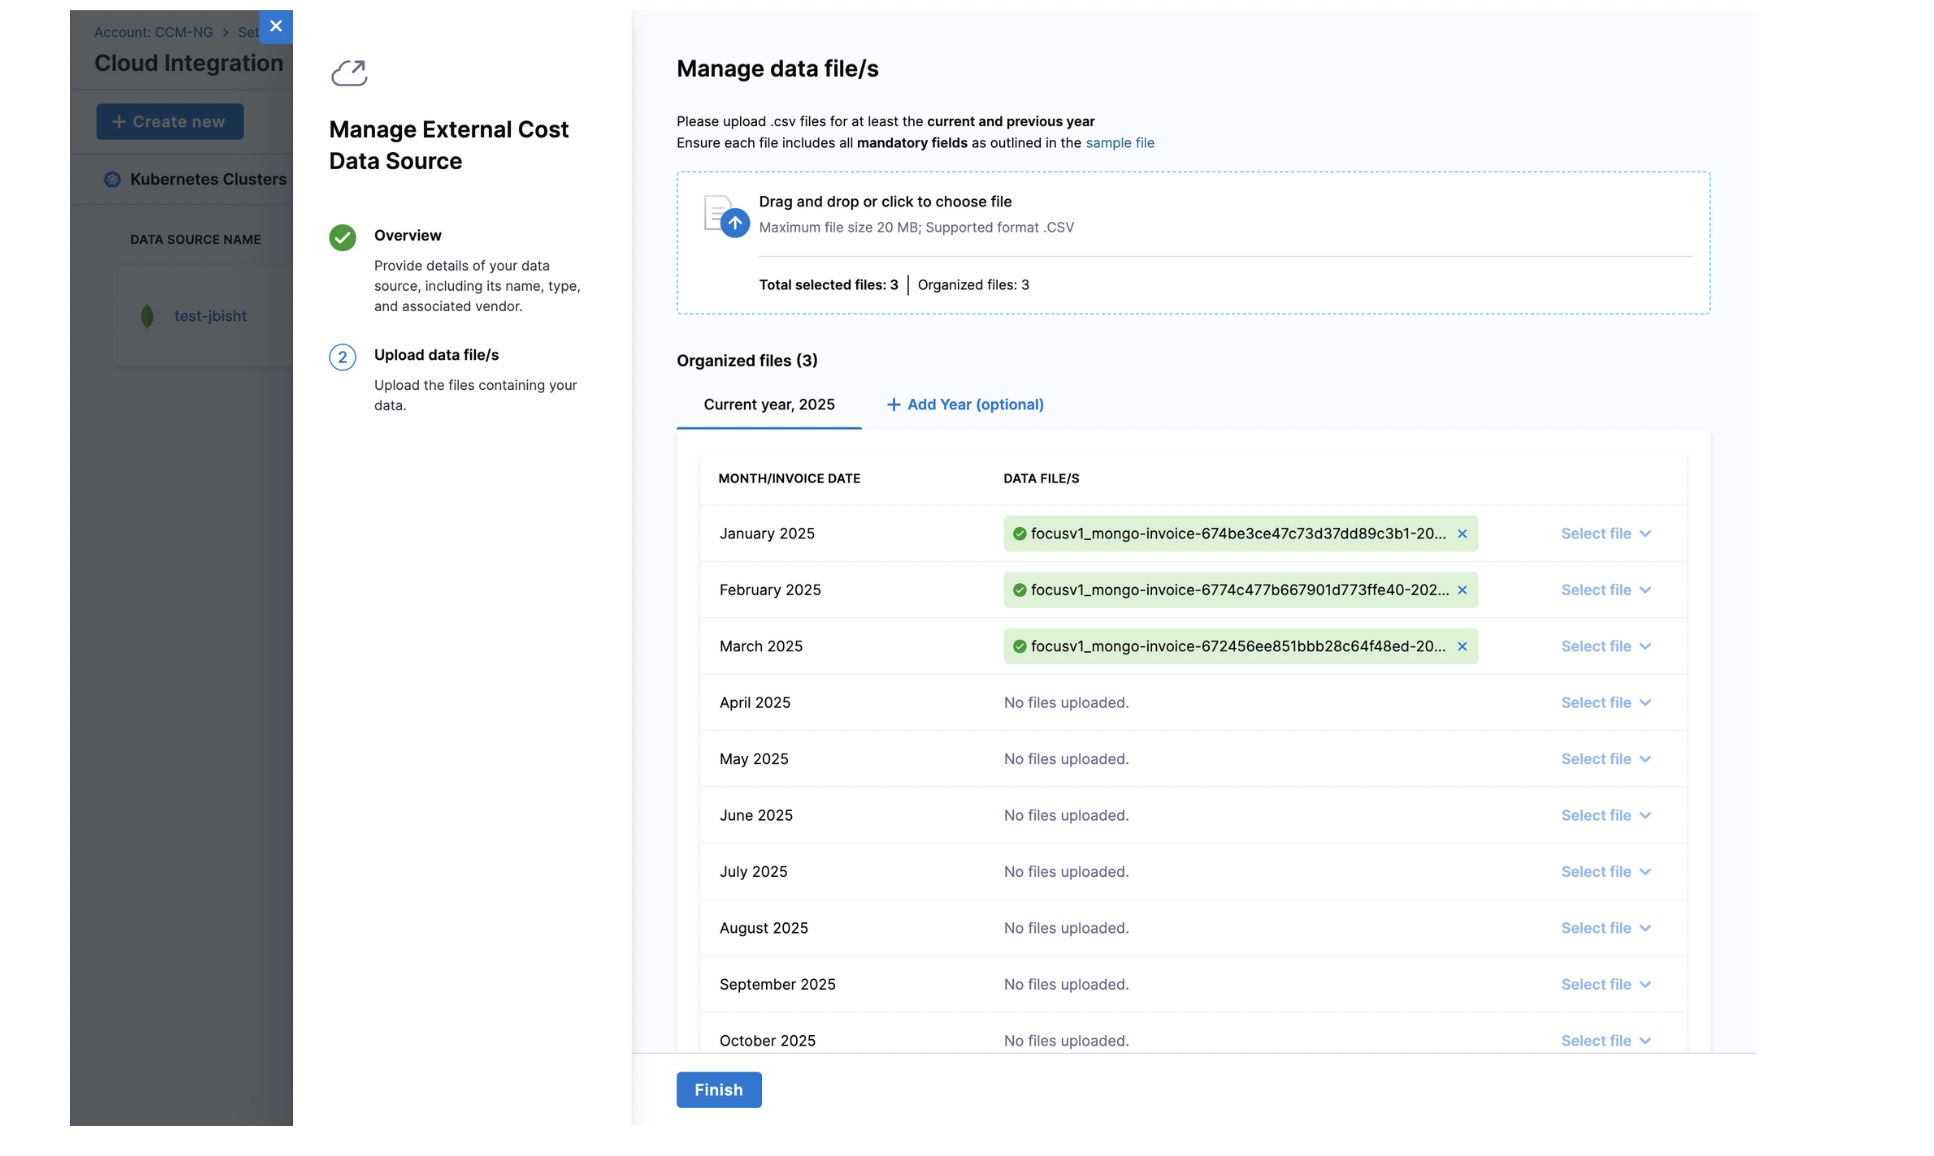 Account: CCM-NG > Set
Cloud Integration
+ Create new
Kubernetes Clusters
DATA SOURCE NAME
test-jbisht
Manage External Cost
Data Source
Overview
Provide details of your data
source, including its name, type,
and associated vendor.
2 Upload data file/s
Upload the files containing your
data.
Manage data file/s
Please upload .csv files for at least the current and previous year
Ensure each file includes all mandatory fields as outlined in the sample file
Drag and drop or click to choose file
Maximum file size 20 MB; Supported format .CSV
Total selected files: 3 | Organized files: 3
Organized files (3)
Current year, 2025 + Add Year (optional)
MONTH/INVOICE DATE DATA FILE/S
January 2025 focusv1_mongo-invoice-674be3ce47c73d37dd89c3b1-20... Select file
February 2025 focusv1_mongo-invoice-6774c477b667901d773ffe40-202... Select file
March 2025 focusv1_mongo-invoice-672456ee851bbb28c64f48ed-20... Select file
April 2025 No files uploaded. Select file
May 2025 No files uploaded. Select file
June 2025 No files uploaded. Select file
July 2025 No files uploaded. Select file
August 2025 No files uploaded. Select file
September 2025 No files uploaded. Select file
October 2025 No files uploaded. Select file
Finish